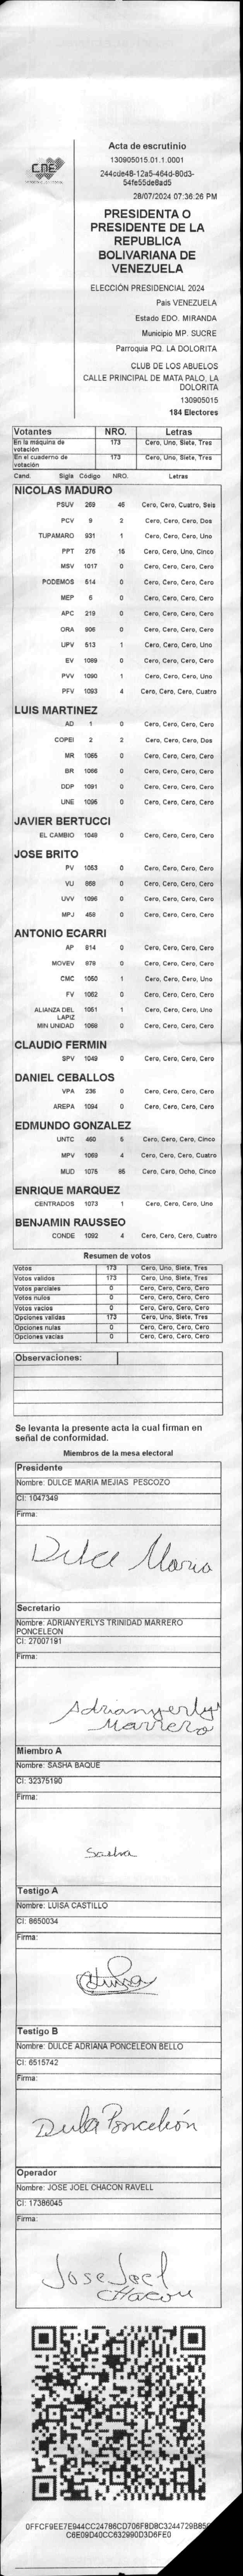 CNE
Acta de escrutinio
130905015.01.1.0001
244cde48-12a5-464d-80d3-
54fe55de8ad5
28/07/2024 07:36:26 PM
PRESIDENTA O
PRESIDENTE DE LA
REPUBLICA
BOLIVARIANA DE
VENEZUELA
ELECCIÓN PRESIDENCIAL 2024
Pais VENEZUELA
Estado EDO. MIRANDA
Municipio MP. SUCRE
Parroquia PQ. LA DOLORITA
CLUB DE LOS ABUELOS
CALLE PRINCIPAL DE MATA PALO, LA
DOLORITA
130905015
184 Electores
Votantes NRO. Letras
En la máquina de votación 173 Cero, Uno, Siete, Tres
En el cuaderno de votación 173 Cero, Uno, Siete, Tres
Cand. Sigla Código NRO. Letras
NICOLAS MADURO
PSUV 269 46 Cero, Cero, Cuatro, Seis
PCV 9 2 Cero, Cero, Cero, Dos
TUPAMARO 931 1 Cero, Cero, Cero, Uno
PPT 275 15 Cero, Cero, Uno, Cinco
MSV 1017 0 Cero, Cero, Cero, Cero
PODEMOS 514 0 Cero, Cero, Cero, Cero
MEP 5 0 Cero, Cero, Cero, Cero
APC 219 0 Cero, Cero, Cero, Cero
ORA 906 0 Cero, Cero, Cero, Cero
UPV 513 1 Cero, Cero, Cero, Uno
EV 1089 0 Cero, Cero, Cero, Cero
PVV 1090 1 Cero, Cero, Cero, Uno
PFV 1093 4 Cero, Cero, Cero, Cuatro
LUIS MARTINEZ
AD 1 0 Cero, Cero, Cero, Cero
COPEI 2 2 Cero, Cero, Cero, Dos
MR 1065 0 Cero, Cero, Cero, Cero
BR 1066 0 Cero, Cero, Cero, Cero
DDP 1091 0 Cero, Cero, Cero, Cero
UNE 1095 0 Cero, Cero, Cero, Cero
JAVIER BERTUCCI
EL CAMBIO 1048 0 Cero, Cero, Cero, Cero
JOSE BRITO
PV 1053 0 Cero, Cero, Cero, Cero
VU 868 0 Cero, Cero, Cero, Cero
UVV 1096 0 Cero, Cero, Cero, Cero
MPJ 458 0 Cero, Cero, Cero, Cero
ANTONIO ECARRI
AP 814 0 Cero, Cero, Cero, Cero
MOVEV 979 0 Cero, Cero, Cero, Cero
CMC 1050 1 Cero, Cero, Cero, Uno
FV 1062 0 Cero, Cero, Cero, Cero
ALIANZA DEL LAPIZ 1051 1 Cero, Cero, Cero, Uno
MIN UNIDAD 1068 0 Cero, Cero, Cero, Cero
CLAUDIO FERMIN
SPV 1049 0 Cero, Cero, Cero, Cero
DANIEL CEBALLOS
VPA 236 0 Cero, Cero, Cero, Cero
AREPA 1094 0 Cero, Cero, Cero, Cero
EDMUNDO GONZALEZ
UNTC 460 5 Cero, Cero, Cero, Cinco
MPV 1069 4 Cero, Cero, Cero, Cuatro
MUD 1075 85 Cero, Cero, Ocho, Cinco
ENRIQUE MARQUEZ
CENTRADOS 1073 1 Cero, Cero, Cero, Uno
BENJAMIN RAUSSEO
CONDE 1092 4 Cero, Cero, Cero, Cuatro
Resumen de votos
Votos 173 Cero, Uno, Siete, Tres
Votos validos 173 Cero, Uno, Siete, Tres
Votos parciales 0 Cero, Cero, Cero, Cero
Votos nulos 0 Cero, Cero, Cero, Cero
Votos vacios 0 Cero, Cero, Cero, Cero
Opciones validas 173 Cero, Uno, Siete, Tres
Opciones nulas 0 Cero, Cero, Cero, Cero
Opciones vacias 0 Cero, Cero, Cero, Cero
Observaciones:
Se levanta la presente acta la cual firman en
señal de conformidad.
Miembros de la mesa electoral
Presidente
Nombre: DULCE MARIA MEJIAS PESCOZO
CI: 1047349
Firma:
Dulce Maria
Secretario
Nombre: ADRIANYERLYS TRINIDAD MARRERO
PONCELEON
CI: 27007191
Firma:
Adrianyerlys
Marrero
Miembro A
Nombre: SASHA BAQUE
CI: 32375190
Firma:
Sasha
Testigo A
Nombre: LUISA CASTILLO
CI: 8650034
Firma:
Luisa
Testigo B
Nombre: DULCE ADRIANA PONCELEON BELLO
CI: 6515742
Firma:
Dulce Ponceleón
Operador
Nombre: JOSE JOEL CHACON RAVELL
CI: 17386045
Firma:
Jose Joel
Chacon
C6E09D40CC632990D3D6FE0